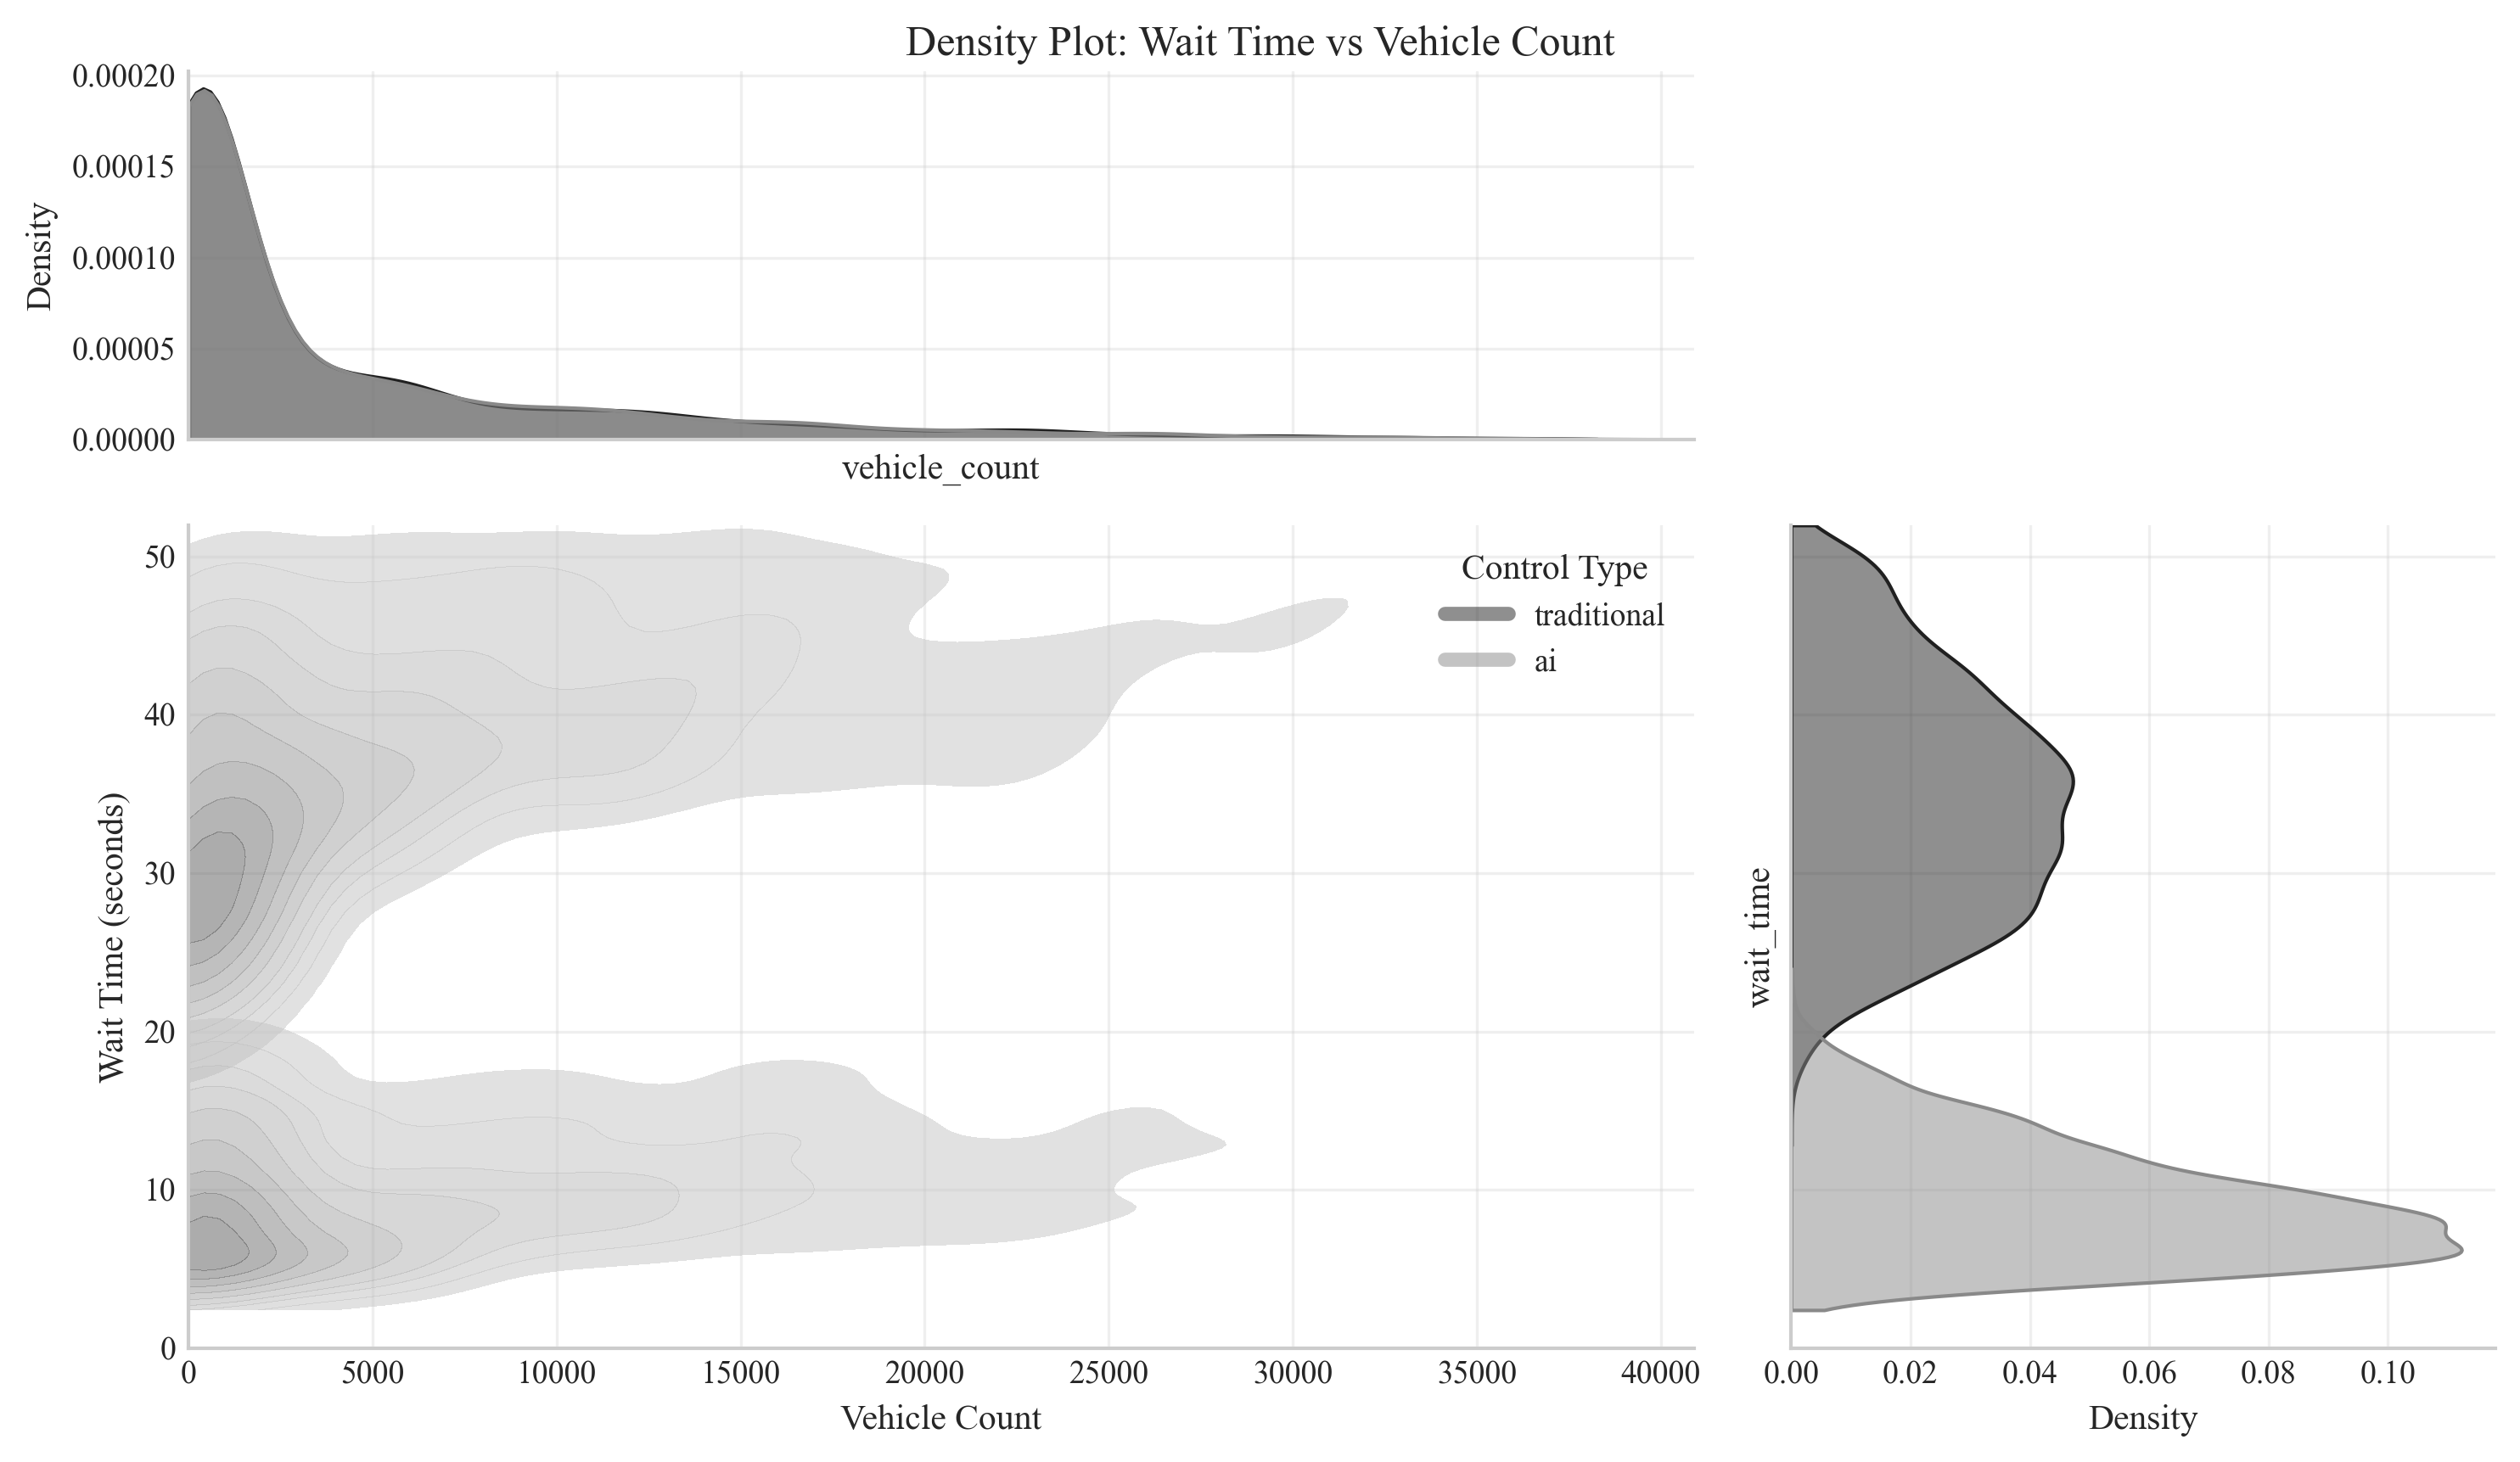 Density Plot: Wait Time vs Vehicle Count
0.00020
0.00015
0.00010
0.00005
0.00000
Density
vehicle_count
50
40
30
20
10
0
Wait Time (seconds)
Control Type
traditional
ai
0 5000 10000 15000 20000 25000 30000 35000 40000
Vehicle Count
wait_time
0.00 0.02 0.04 0.06 0.08 0.10
Density